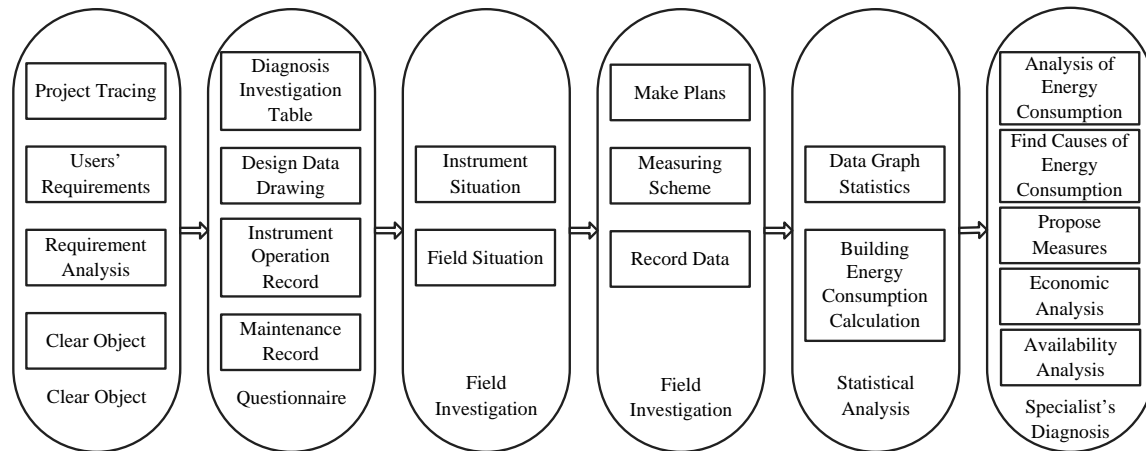 Project Tracing
Users'
Requirements
Requirement
Analysis
Clear Object
Clear Object
Diagnosis
Investigation
Table
Design Data
Drawing
Instrument
Operation
Record
Maintenance
Record
Questionnaire
Instrument
Situation
Field Situation
Field
Investigation
Make Plans
Measuring
Scheme
Record Data
Field
Investigation
Data Graph
Statistics
Building
Energy
Consumption
Calculation
Statistical
Analysis
Analysis of
Energy
Consumption
Find Causes of
Energy
Consumption
Propose
Measures
Economic
Analysis
Availability
Analysis
Specialist's
Diagnosis